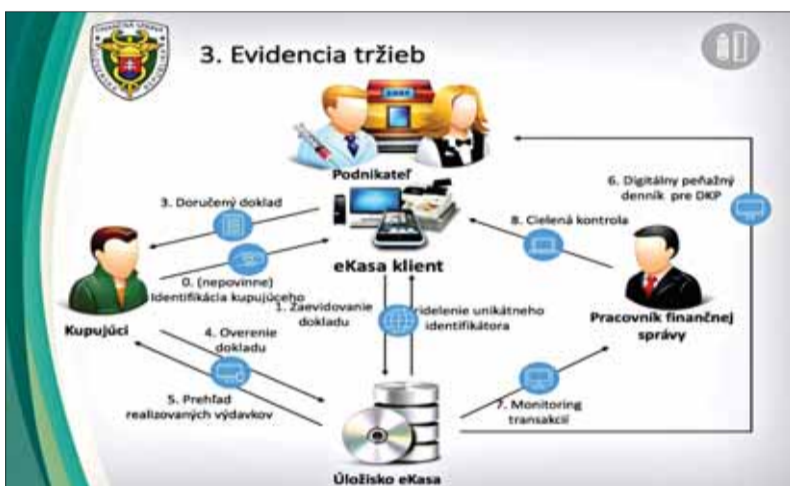 3. Evidencia tržieb
Podnikateľ
3. Doručený doklad
6. Digitálny peňažný
denník pre DKP
8. Cielená kontrola
eKasa klient
0. (nepovinne)
Identifikácia kupujúceho
Kupujúci
1. Zaevidovanie
dokladu
ridelenie unikátneho
identifikátora
Pracovník finančnej
správy
4. Overenie
dokladu
5. Prehľad
realizovaných výdavkov
7. Monitoring
transakcií
Úložisko eKasa